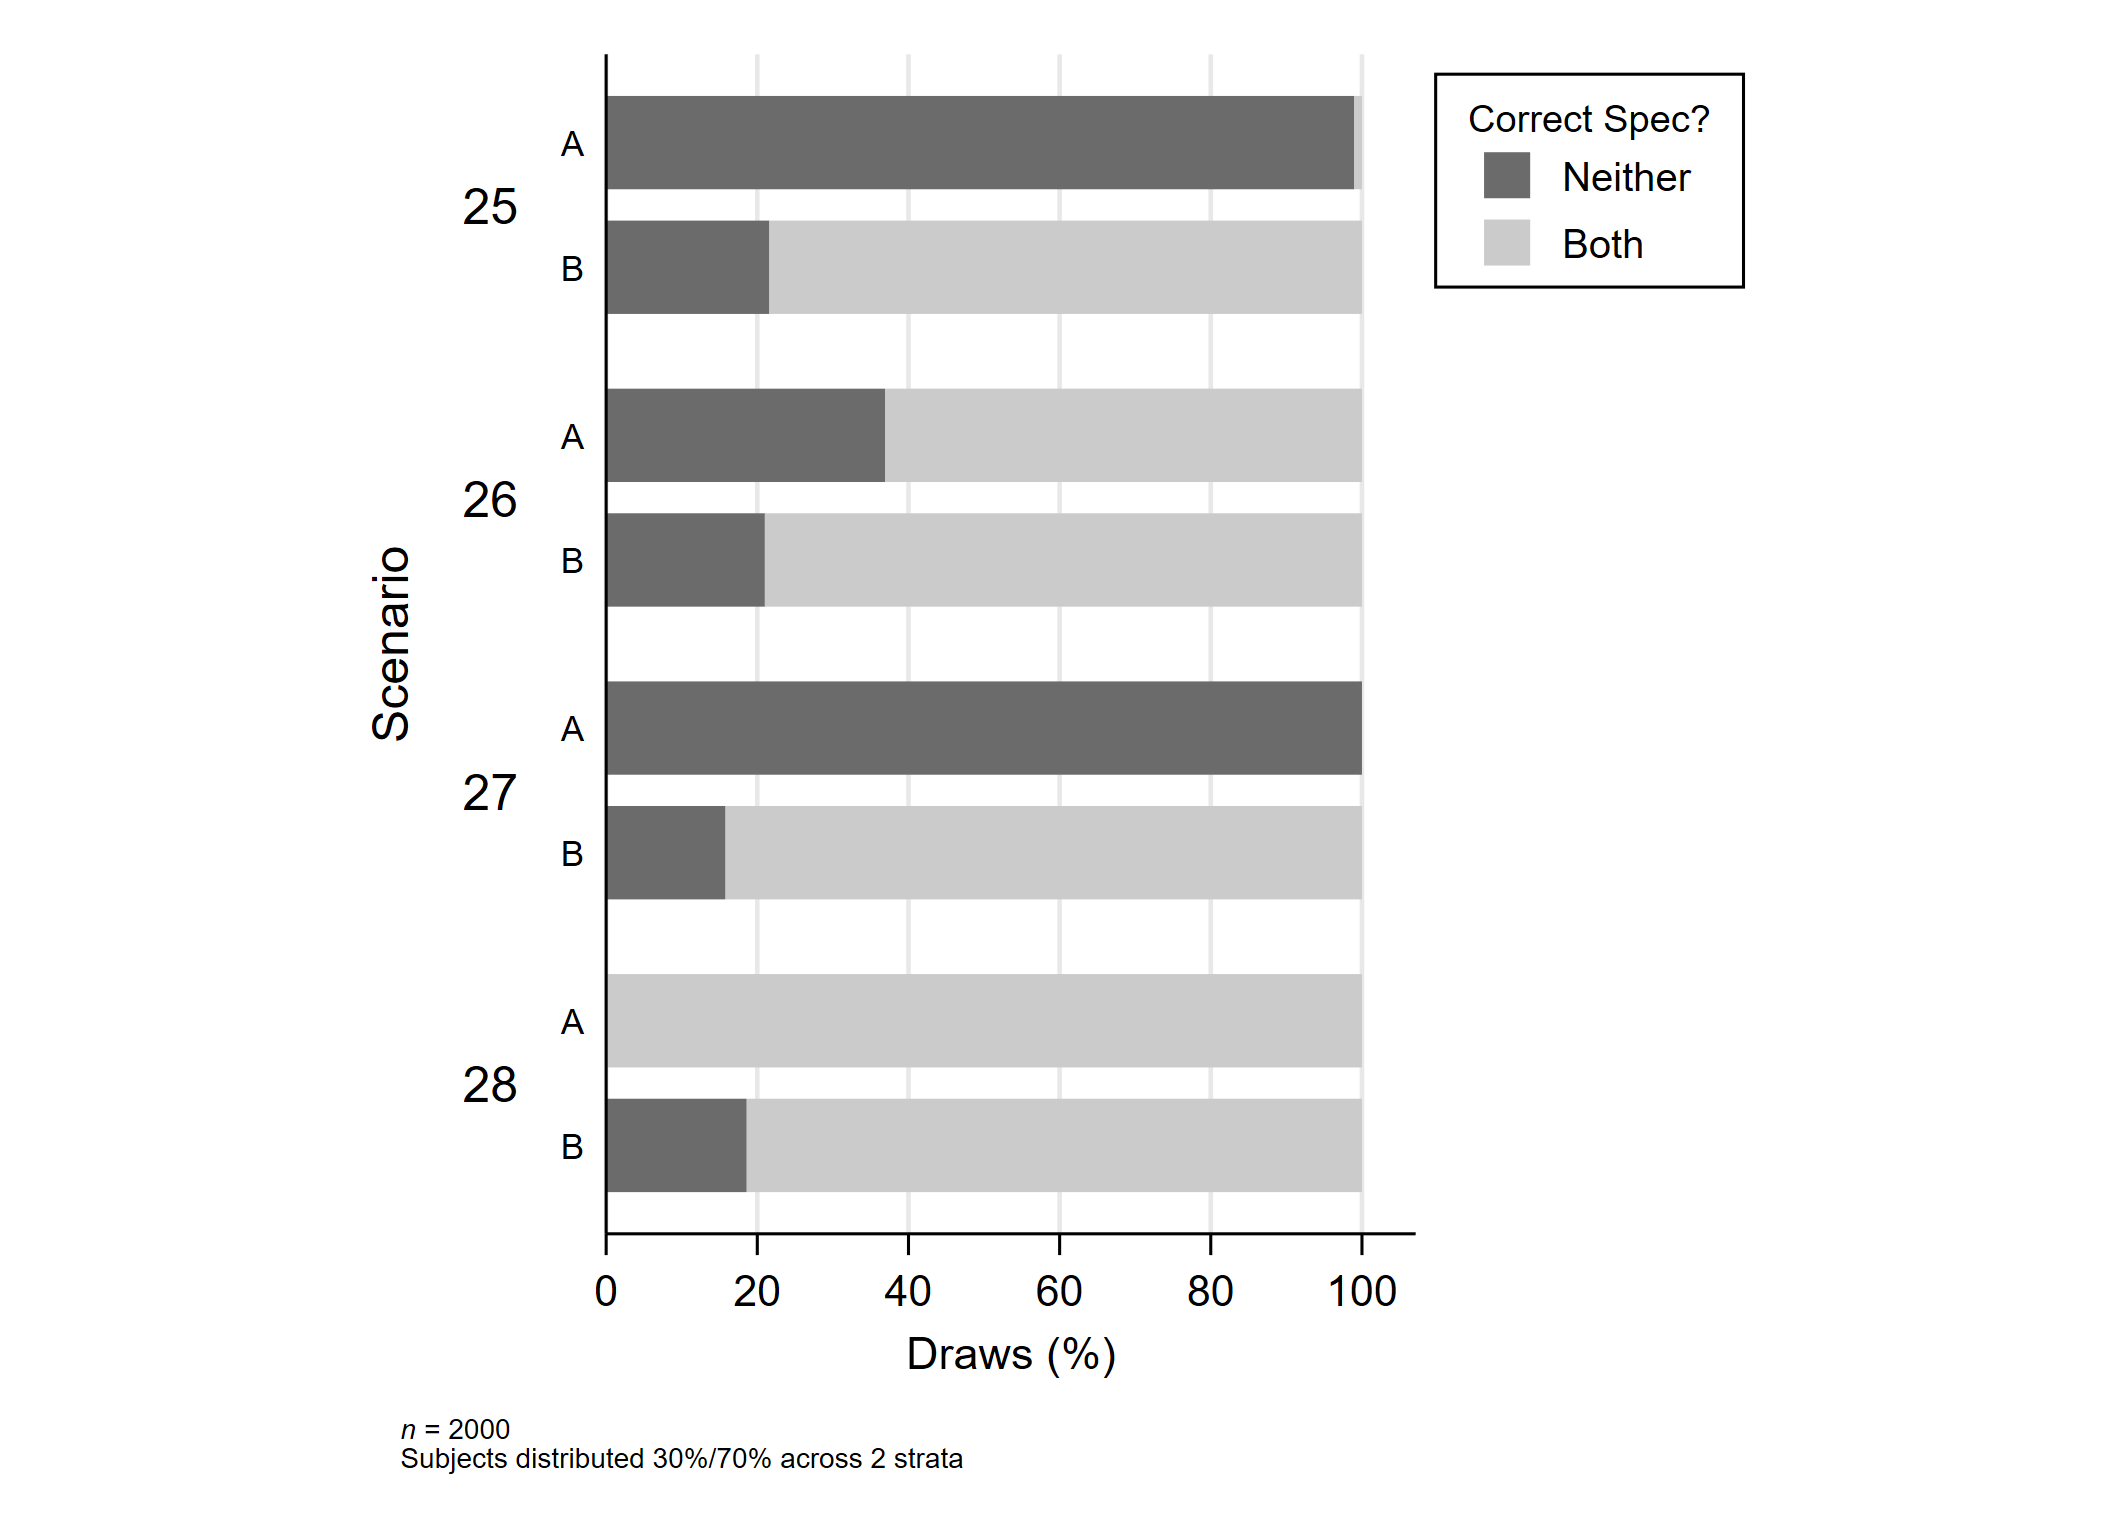 Correct Spec?
Neither
Both
Scenario
25
A
B
26
A
B
27
A
B
28
A
B
0 20 40 60 80 100
Draws (%)
n = 2000
Subjects distributed 30%/70% across 2 strata